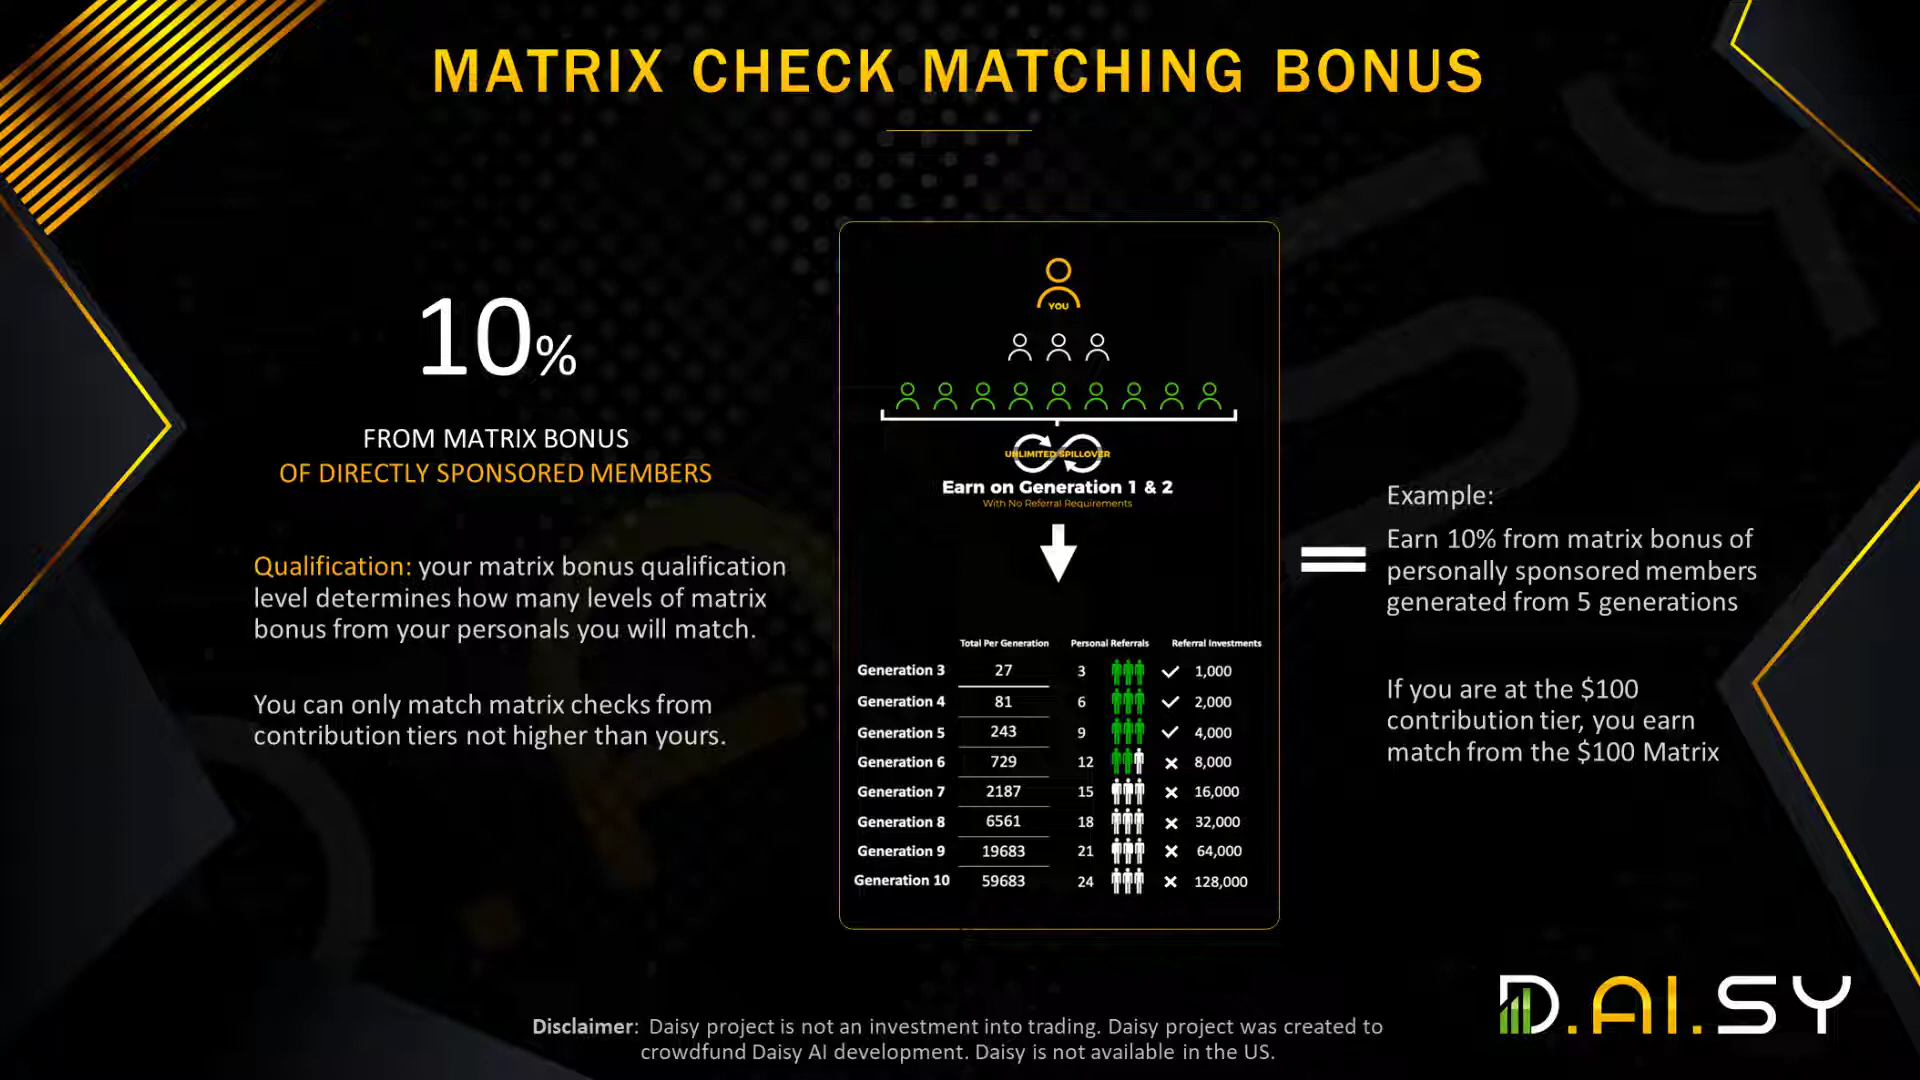 MATRIX CHECK MATCHING BONUS
10%
FROM MATRIX BONUS
OF DIRECTLY SPONSORED MEMBERS
Qualification: your matrix bonus qualification
level determines how many levels of matrix
bonus from your personals you will match.
You can only match matrix checks from
contribution tiers not higher than yours.
YOU
UNLIMITED SPILLOVER
Earn on Generation 1 & 2
With No Referral Requirements
Total Per Generation Personal Referrals Referral Investments
Generation 3 27 3 1,000
Generation 4 81 6 2,000
Generation 5 243 9 4,000
Generation 6 729 12 8,000
Generation 7 2187 15 16,000
Generation 8 6561 18 32,000
Generation 9 19683 21 64,000
Generation 10 59683 24 128,000
Example:
Earn 10% from matrix bonus of
personally sponsored members
generated from 5 generations
If you are at the $100
contribution tier, you earn
match from the $100 Matrix
Disclaimer: Daisy project is not an investment into trading. Daisy project was created to
crowdfund Daisy AI development. Daisy is not available in the US.
D.AI.SY